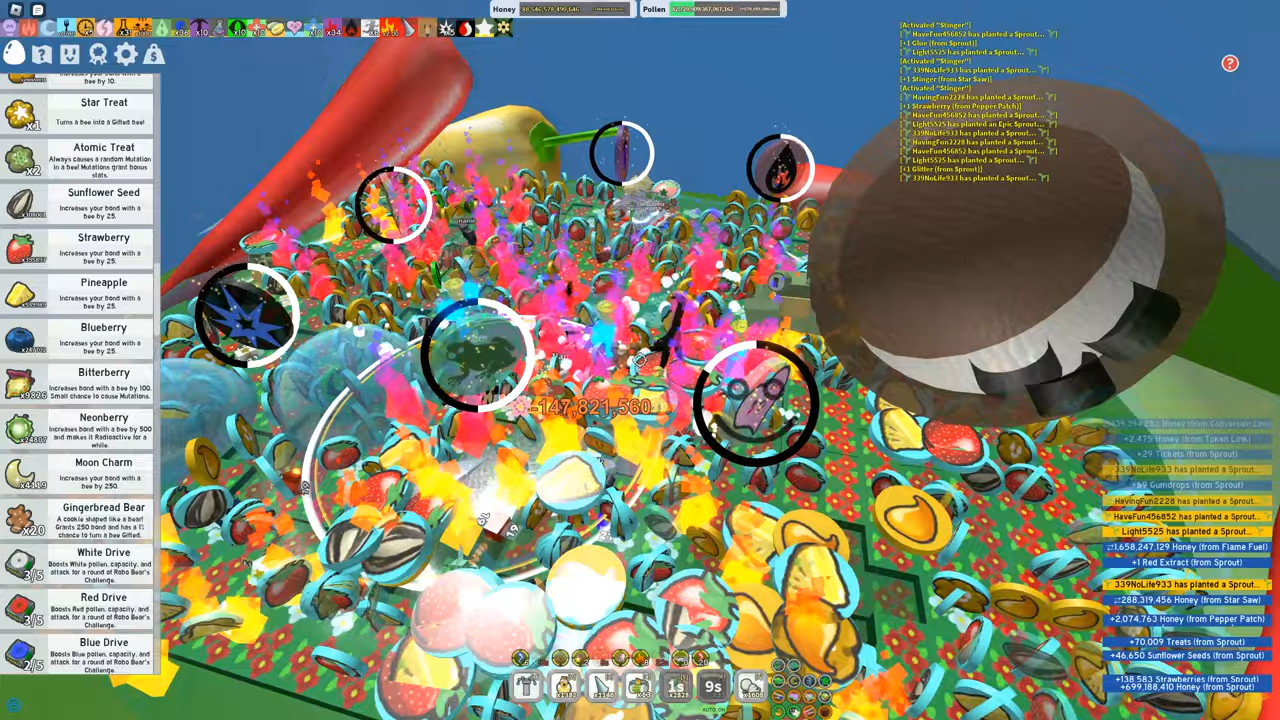 Honey
88,546,578,490,646
Pollen
[Activated "Stinger"]
[ HaveFun456852 has planted a Sprout... ]
[+1 Glue (from Sprout)]
[ Light5525 has planted a Sprout... ]
[Activated "Stinger"]
[ 339NoLife933 has planted a Sprout... ]
[+1 Stinger (from Star Saw)]
[Activated "Stinger"]
[ HavingFun2228 has planted a Sprout... ]
[+1 Strawberry (from Pepper Patch)]
[ HaveFun456852 has planted a Sprout... ]
[ Light5525 has planted an Epic Sprout... ]
[ 339NoLife933 has planted a Sprout... ]
[ HavingFun2228 has planted a Sprout... ]
[ HaveFun456852 has planted a Sprout... ]
[ Light5525 has planted a Sprout... ]
[+1 Glitter (from Sprout)]
[ 339NoLife933 has planted a Sprout... ]
?
bee by 10.
Star Treat
Turns a bee into a Gifted bee!
x1
Atomic Treat
Always causes a random Mutation
in a bee! Mutations grant bonus
stats.
x2
Sunflower Seed
Increases your bond with a
bee by 25.
Strawberry
Increases your bond with a
bee by 25.
Pineapple
Increases your bond with a
bee by 25.
Blueberry
Increases your bond with a
bee by 25.
Bitterberry
Increases bond with a bee by 100.
Small chance to cause Mutations.
x9826
Neonberry
Increases bond with a bee by 500
and makes it Radioactive for a
while.
x24807
Moon Charm
Increases your bond with a
bee by 250.
x4119
Gingerbread Bear
A cookie shaped like a bear!
Grants 250 bond and has a 1%
chance to turn a bee Gifted.
x20
White Drive
Boosts White pollen, capacity, and
attack for a round of Robo Bear's
Challenge.
3/5
Red Drive
Boosts Red pollen, capacity, and
attack for a round of Robo Bear's
Challenge.
3/5
Blue Drive
Boosts Blue pollen, capacity, and
attack for a round of Robo Bear's
Challenge.
2/5
-147,821,560
+2,475 Honey (from Token Link)
+29 Tickets (from Sprout)
339NoLife933 has planted a Sprout...
+69 Gumdrops (from Sprout)
HavingFun2228 has planted a Sprout...
HaveFun456852 has planted a Sprout...
Light5525 has planted a Sprout...
1,658,247,129 Honey (from Flame Fuel)
+1 Red Extract (from Sprout)
339NoLife933 has planted a Sprout...
288,319,456 Honey (from Star Saw)
+2,074,763 Honey (from Pepper Patch)
+70,009 Treats (from Sprout)
+46,650 Sunflower Seeds (from Sprout)
+138,583 Strawberries (from Sprout)
+699,188,410 Honey (from Sprout)
1s
9s